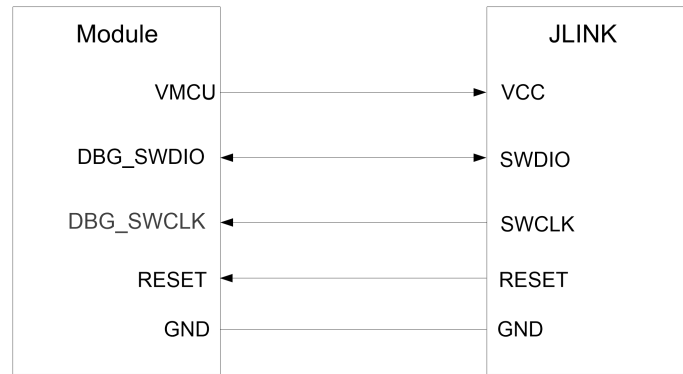 Module JLINK
VMCU VCC
DBG_SWDIO SWDIO
DBG_SWCLK SWCLK
RESET RESET
GND GND